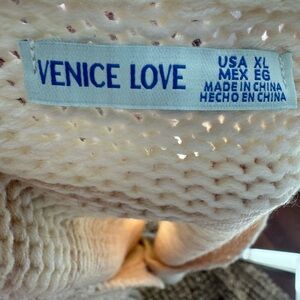 VENICE LOVE
USA XL
MEX EG
MADE IN CHINA
HECHO EN CHINA